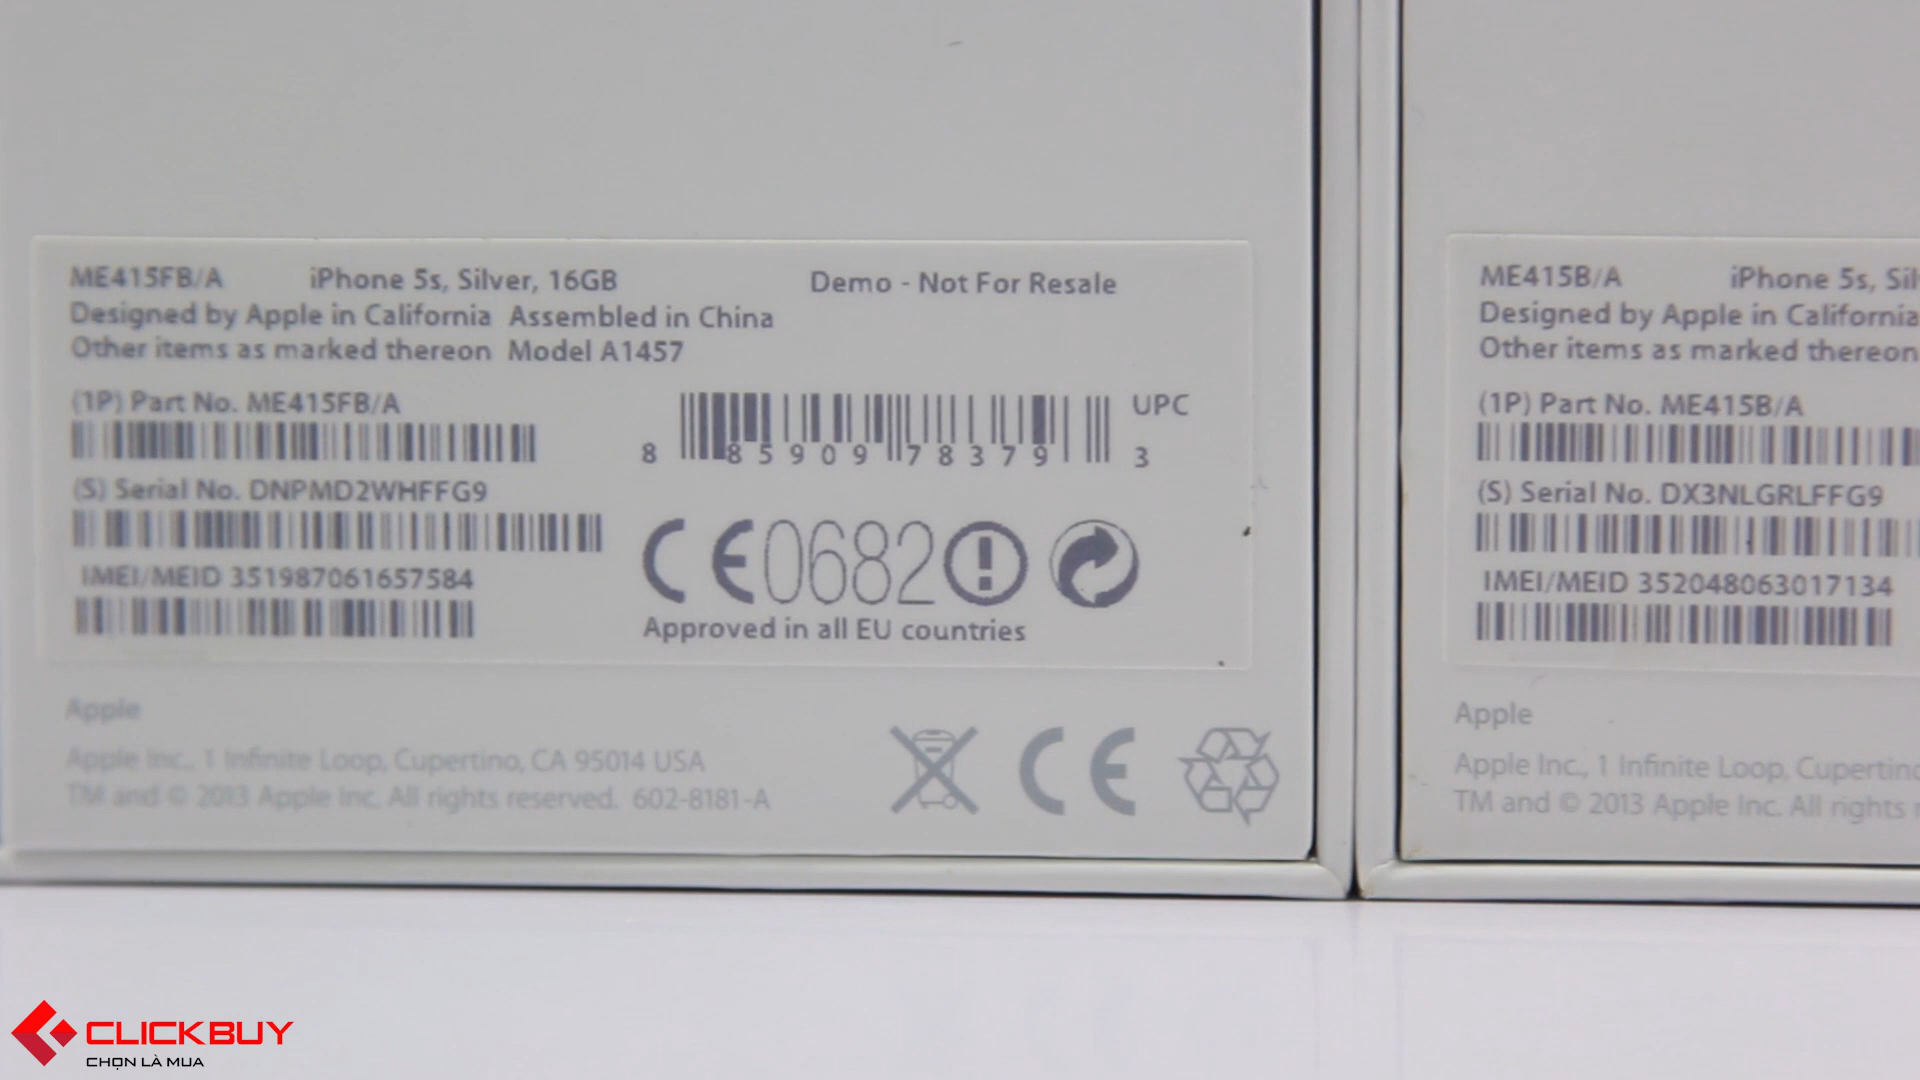 ME415FB/A iPhone 5s, Silver, 16GB Demo - Not For Resale
Designed by Apple in California Assembled in China
Other items as marked thereon Model A1457
(1P) Part No. ME415FB/A
UPC
8 85909 78379 3
(S) Serial No. DNPMD2WHFFG9
CE0682
IMEI/MEID 351987061657584
Approved in all EU countries
Apple
Apple Inc., 1 Infinite Loop, Cupertino, CA 95014 USA
TM and © 2013 Apple Inc. All rights reserved. 602-8181-A
CE
ME415B/A iPhone 5s, Sil
Designed by Apple in California
Other items as marked thereon
(1P) Part No. ME415B/A
(S) Serial No. DX3NLGRLFFG9
IMEI/MEID 352048063017134
Apple
Apple Inc., 1 Infinite Loop, Cupertino
TM and © 2013 Apple Inc. All rights
CLICKBUY
CHỌN LÀ MUA